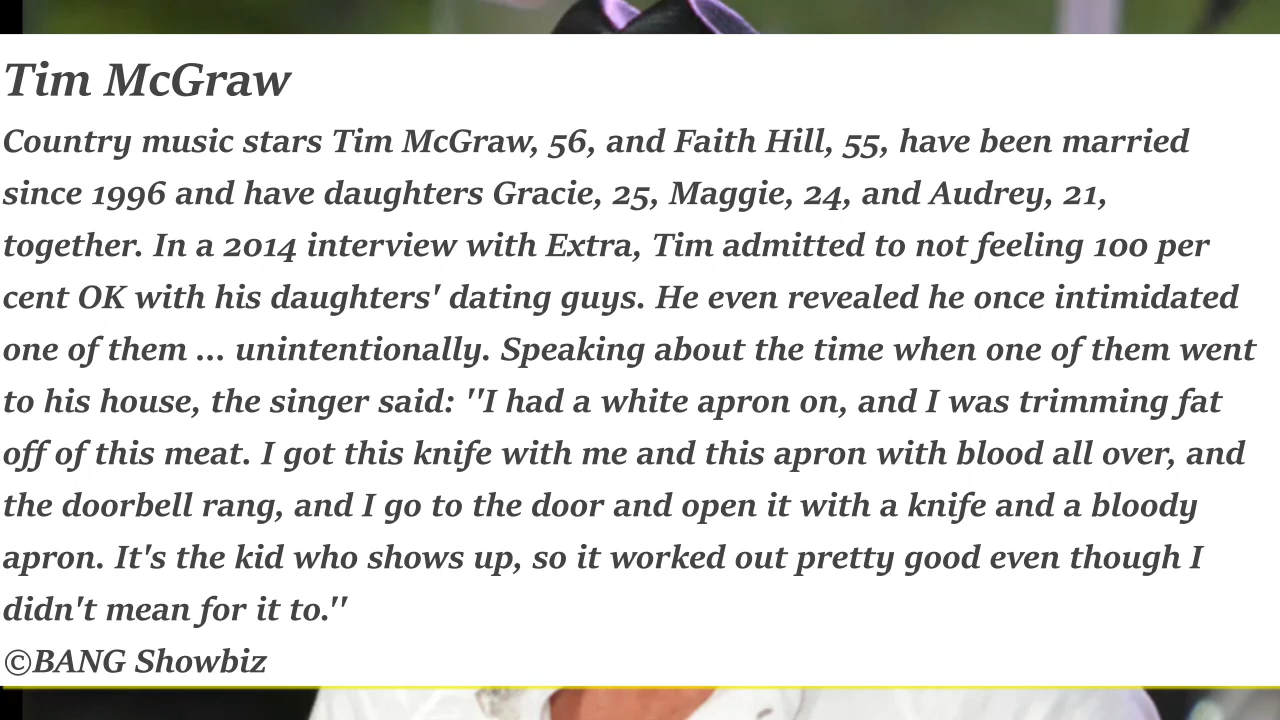 Tim McGraw
Country music stars Tim McGraw, 56, and Faith Hill, 55, have been married
since 1996 and have daughters Gracie, 25, Maggie, 24, and Audrey, 21,
together. In a 2014 interview with Extra, Tim admitted to not feeling 100 per
cent OK with his daughters' dating guys. He even revealed he once intimidated
one of them ... unintentionally. Speaking about the time when one of them went
to his house, the singer said: "I had a white apron on, and I was trimming fat
off of this meat. I got this knife with me and this apron with blood all over, and
the doorbell rang, and I go to the door and open it with a knife and a bloody
apron. It's the kid who shows up, so it worked out pretty good even though I
didn't mean for it to."
©BANG Showbiz